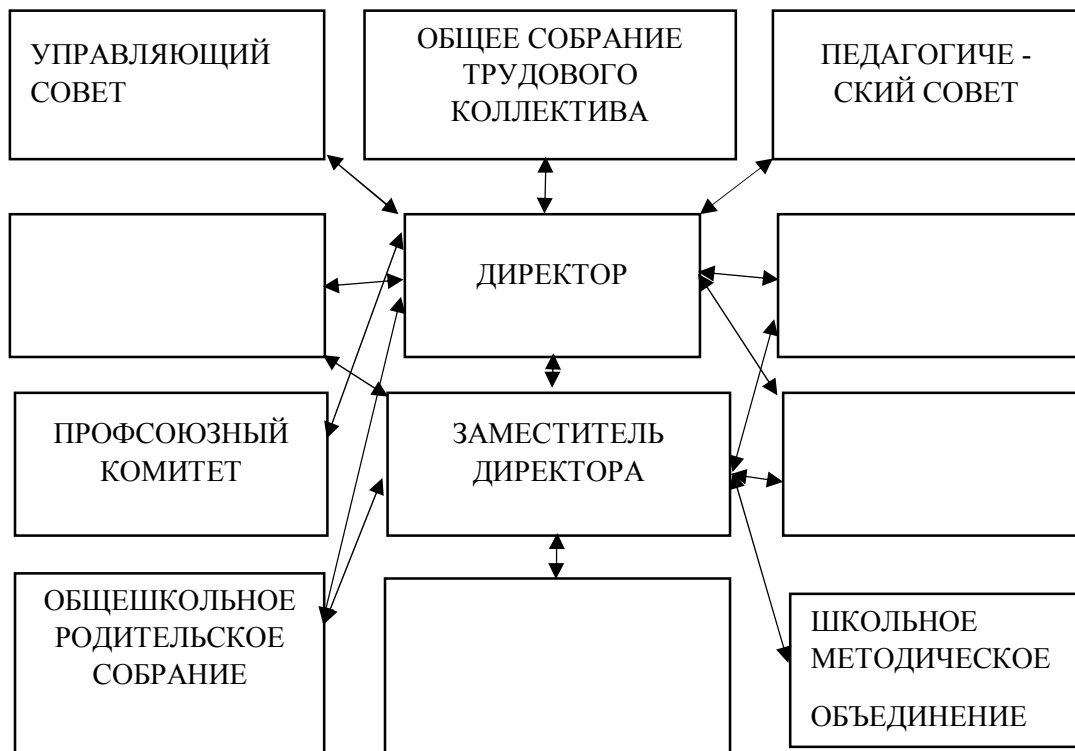 УПРАВЛЯЮЩИЙ
СОВЕТ
ОБЩЕЕ СОБРАНИЕ
ТРУДОВОГО
КОЛЛЕКТИВА
ПЕДАГОГИЧЕ -
СКИЙ СОВЕТ
ДИРЕКТОР
ПРОФСОЮЗНЫЙ
КОМИТЕТ
ЗАМЕСТИТЕЛЬ
ДИРЕКТОРА
ОБЩЕШКОЛЬНОЕ
РОДИТЕЛЬСКОЕ
СОБРАНИЕ
ШКОЛЬНОЕ
МЕТОДИЧЕСКОЕ
ОБЪЕДИНЕНИЕ